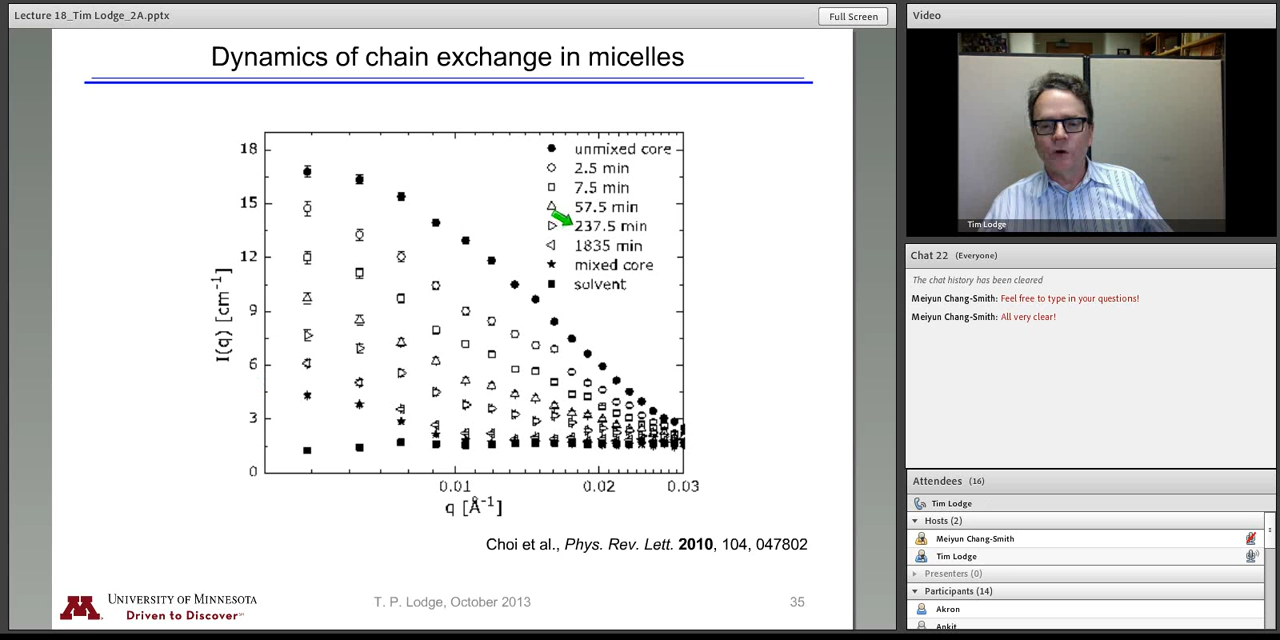 Lecture 18_Tim Lodge_2A.pptx
Full Screen
Dynamics of chain exchange in micelles
unmixed core
2.5 min
7.5 min
57.5 min
237.5 min
1835 min
mixed core
solvent
18
15
12
9
6
3
0
I(q) [cm-1]
0.01
0.02
0.03
q [Å-1]
Choi et al., Phys. Rev. Lett. 2010, 104, 047802
UNIVERSITY OF MINNESOTA
Driven to Discover℠
T. P. Lodge, October 2013
35
Video
Tim Lodge
Chat 22 (Everyone)
The chat history has been cleared
Meiyun Chang-Smith: Feel free to type in your questions!
Meiyun Chang-Smith: All very clear!
Attendees (16)
Tim Lodge
Hosts (2)
Meiyun Chang-Smith
Tim Lodge
Presenters (0)
Participants (14)
Akron
Ankit